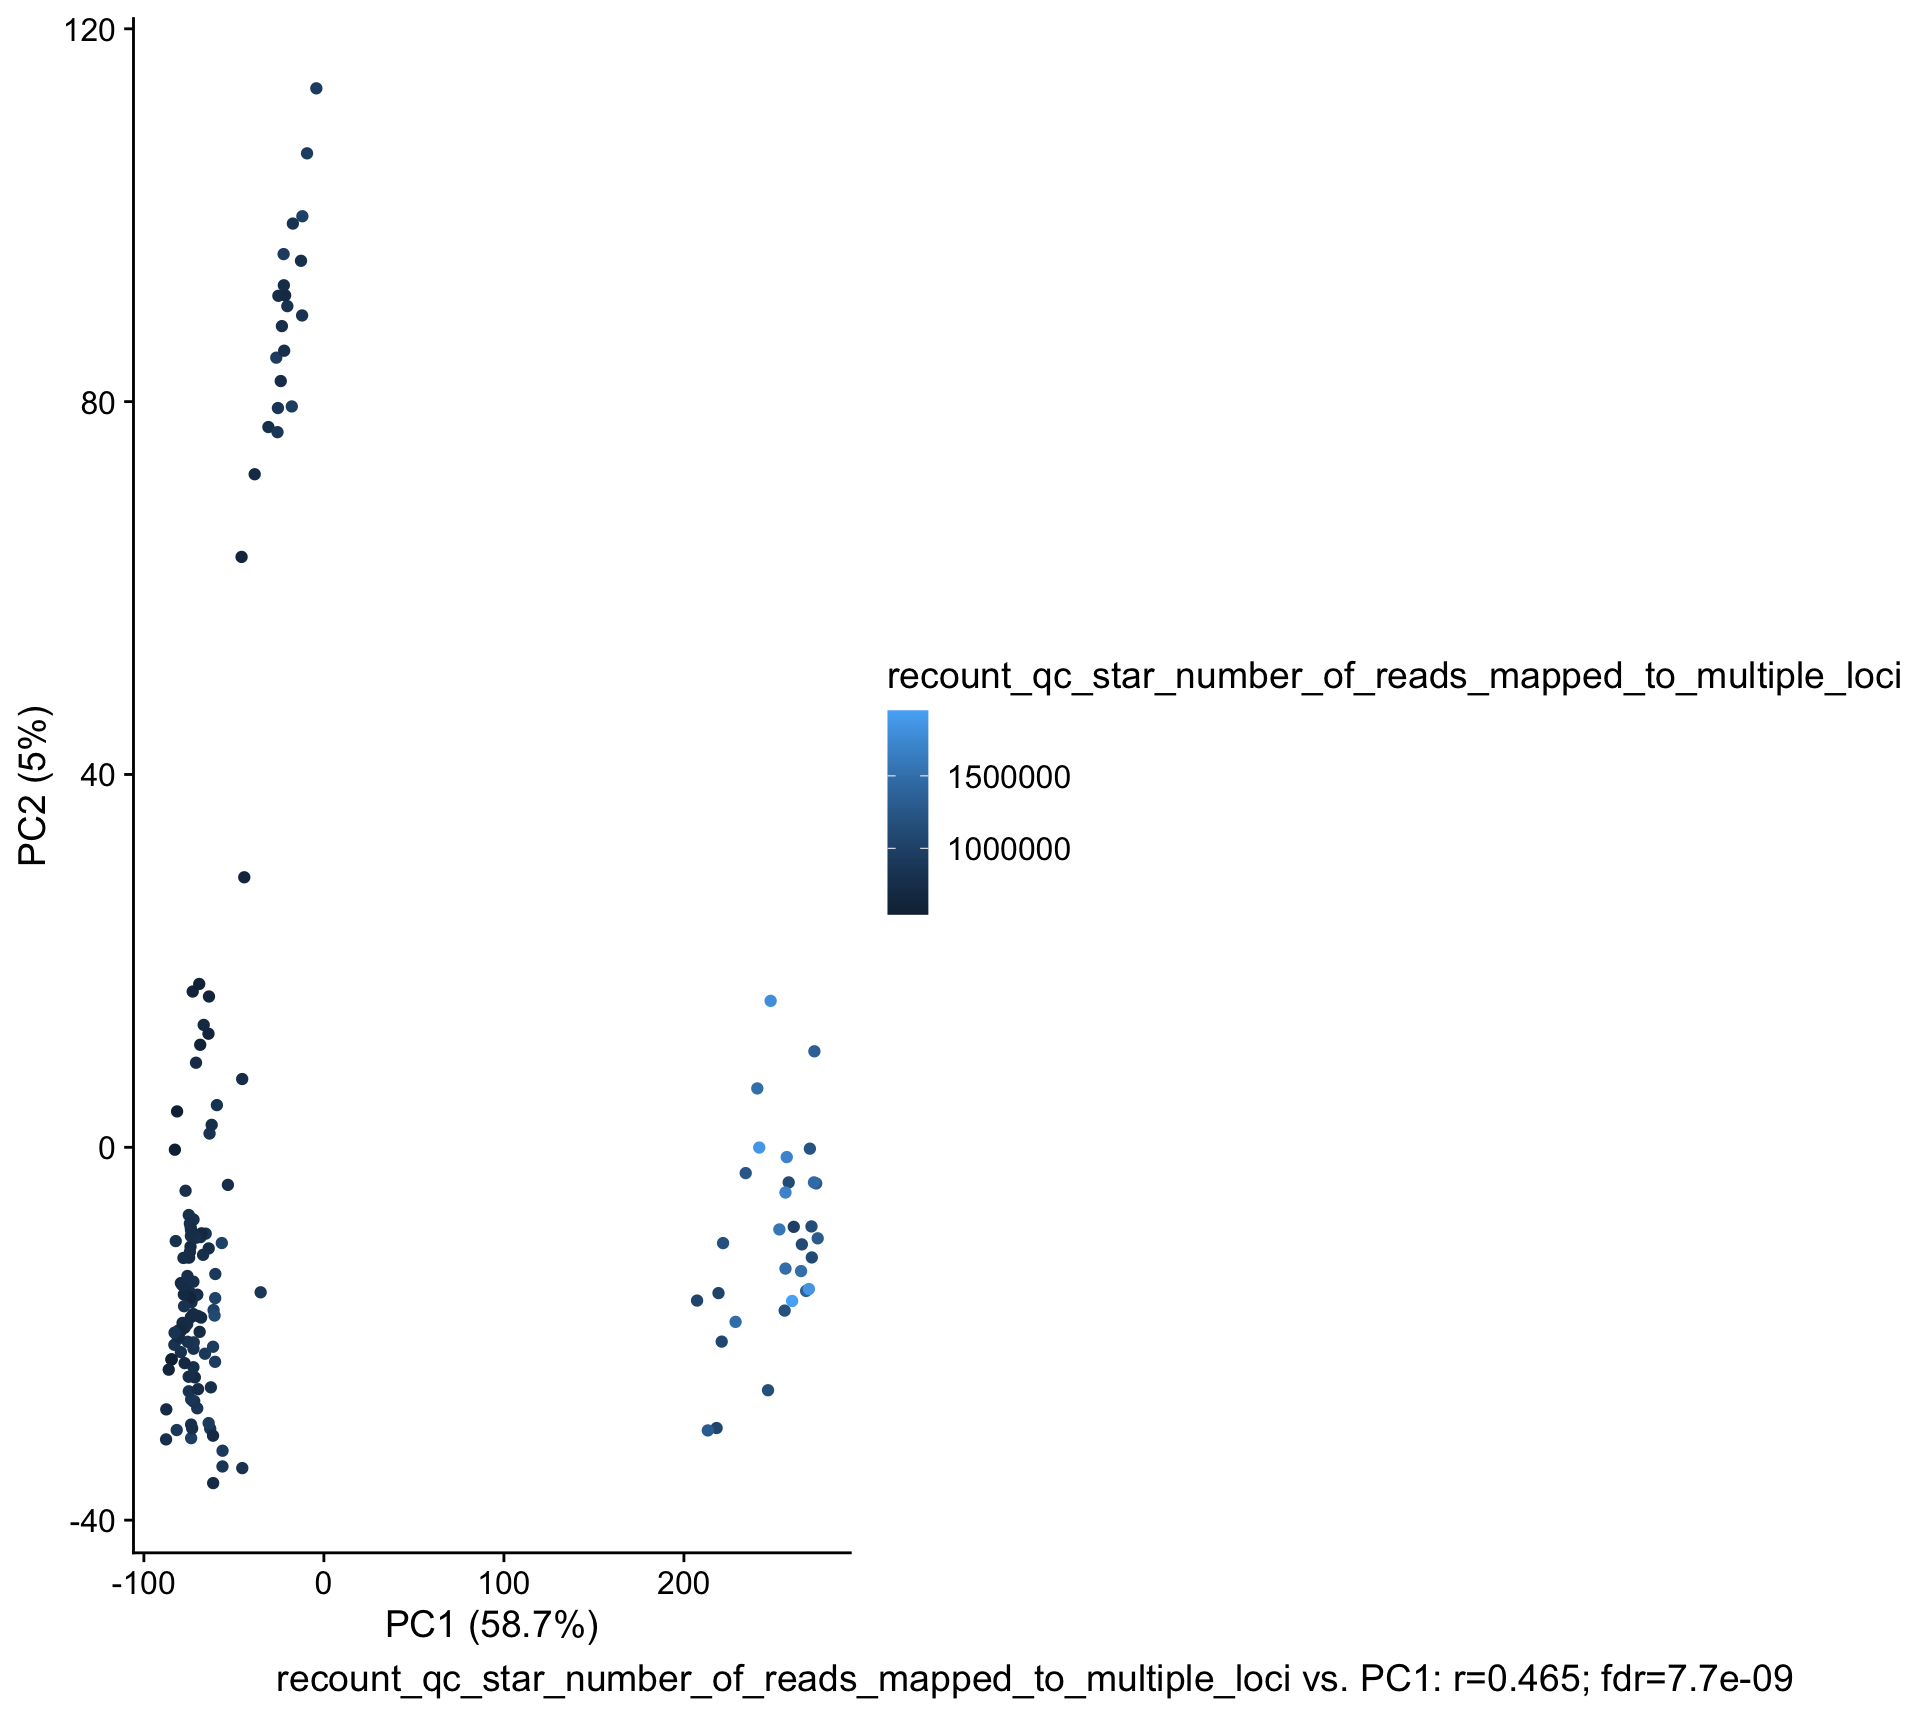 120
80
40
0
-40
PC2 (5%)
-100
0
100
200
PC1 (58.7%)
recount_qc_star_number_of_reads_mapped_to_multiple_loci
1500000
1000000
recount_qc_star_number_of_reads_mapped_to_multiple_loci vs. PC1: r=0.465; fdr=7.7e-09